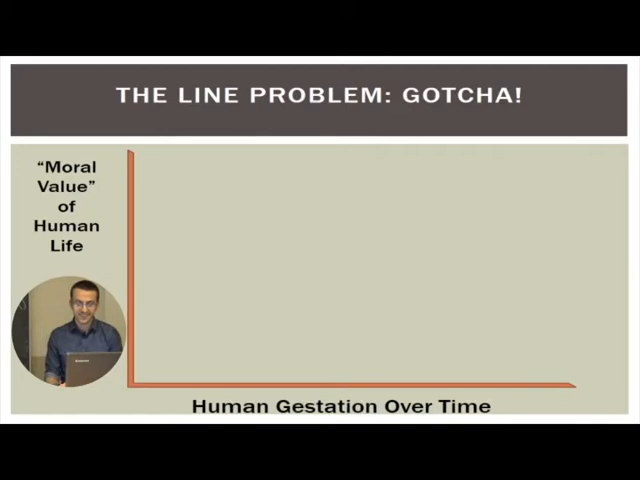 THE LINE PROBLEM: GOTCHA!
“Moral
Value”
of
Human
Life
Human Gestation Over Time